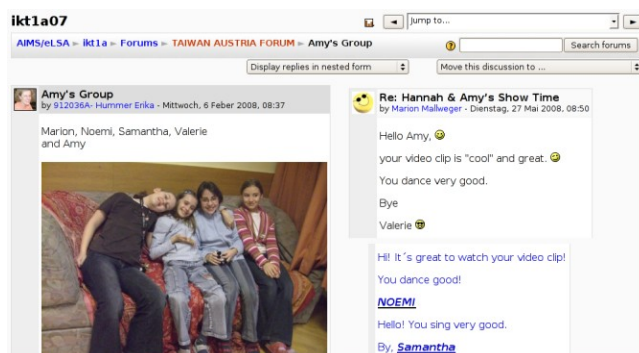 ikt1a07
Jump to...
AIMS/eLSA ► ikt1a ► Forums ► TAIWAN AUSTRIA FORUM ► Amy's Group
Search forums
Display replies in nested form
Move this discussion to ...
Amy's Group
by 912036A- Hummer Erika - Mittwoch, 6 Feber 2008, 08:37
Marion, Noemi, Samantha, Valerie
and Amy
Re: Hannah & Amy's Show Time
by Marion Mallweger - Dienstag, 27 Mai 2008, 08:50
Hello Amy,
your video clip is "cool" and great.
You dance very good.
Bye
Valerie
Hi! It´s great to watch your video clip!
You dance good!
NOEMI
Hello! You sing very good.
By, Samantha